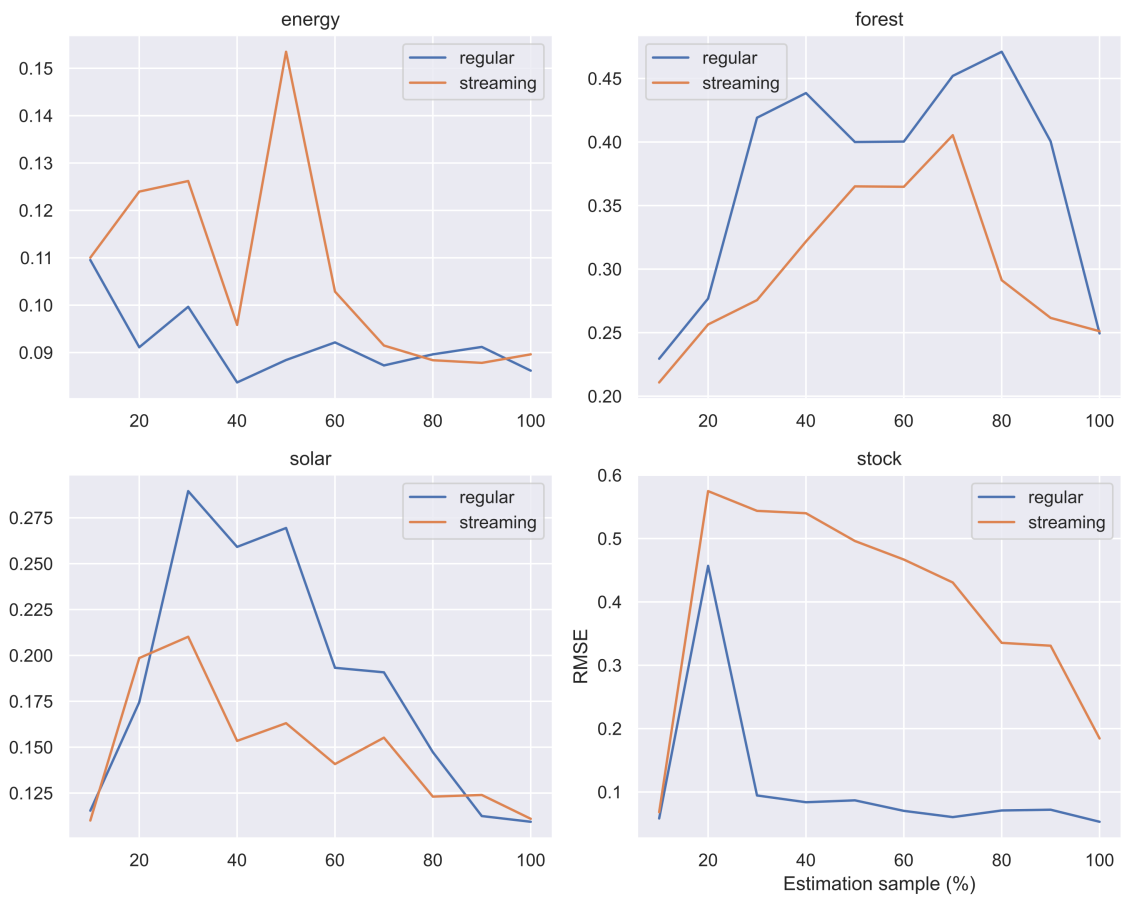 energy
regular
streaming
0.15
0.14
0.13
0.12
0.11
0.10
0.09
20 40 60 80 100
forest
regular
streaming
0.45
0.40
0.35
0.30
0.25
0.20
20 40 60 80 100
solar
regular
streaming
0.275
0.250
0.225
0.200
0.175
0.150
0.125
20 40 60 80 100
stock
regular
streaming
0.6
0.5
0.4
0.3
0.2
0.1
RMSE
20 40 60 80 100
Estimation sample (%)